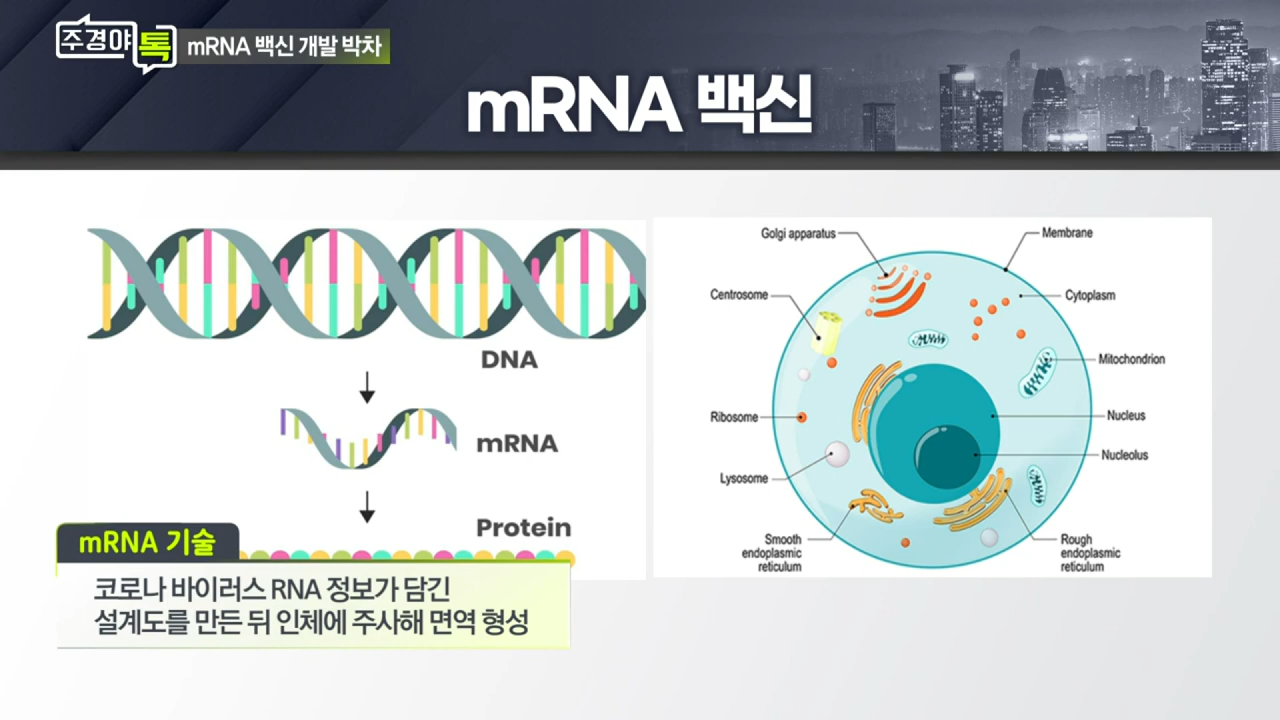 주경야톡
mRNA 백신 개발 박차
mRNA 백신
DNA
mRNA
Protein
Golgi apparatus
Membrane
Centrosome
Cytoplasm
Mitochondrion
Ribosome
Nucleus
Nucleolus
Lysosome
Smooth
endoplasmic
reticulum
Rough
endoplasmic
reticulum
mRNA 기술
코로나 바이러스 RNA 정보가 담긴
설계도를 만든 뒤 인체에 주사해 면역 형성